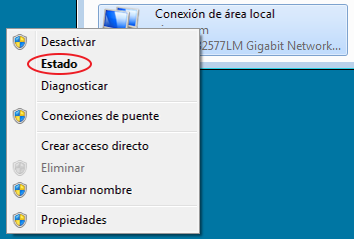 Conexión de área local
82577LM Gigabit Network...
Desactivar
Estado
Diagnosticar
Conexiones de puente
Crear acceso directo
Eliminar
Cambiar nombre
Propiedades